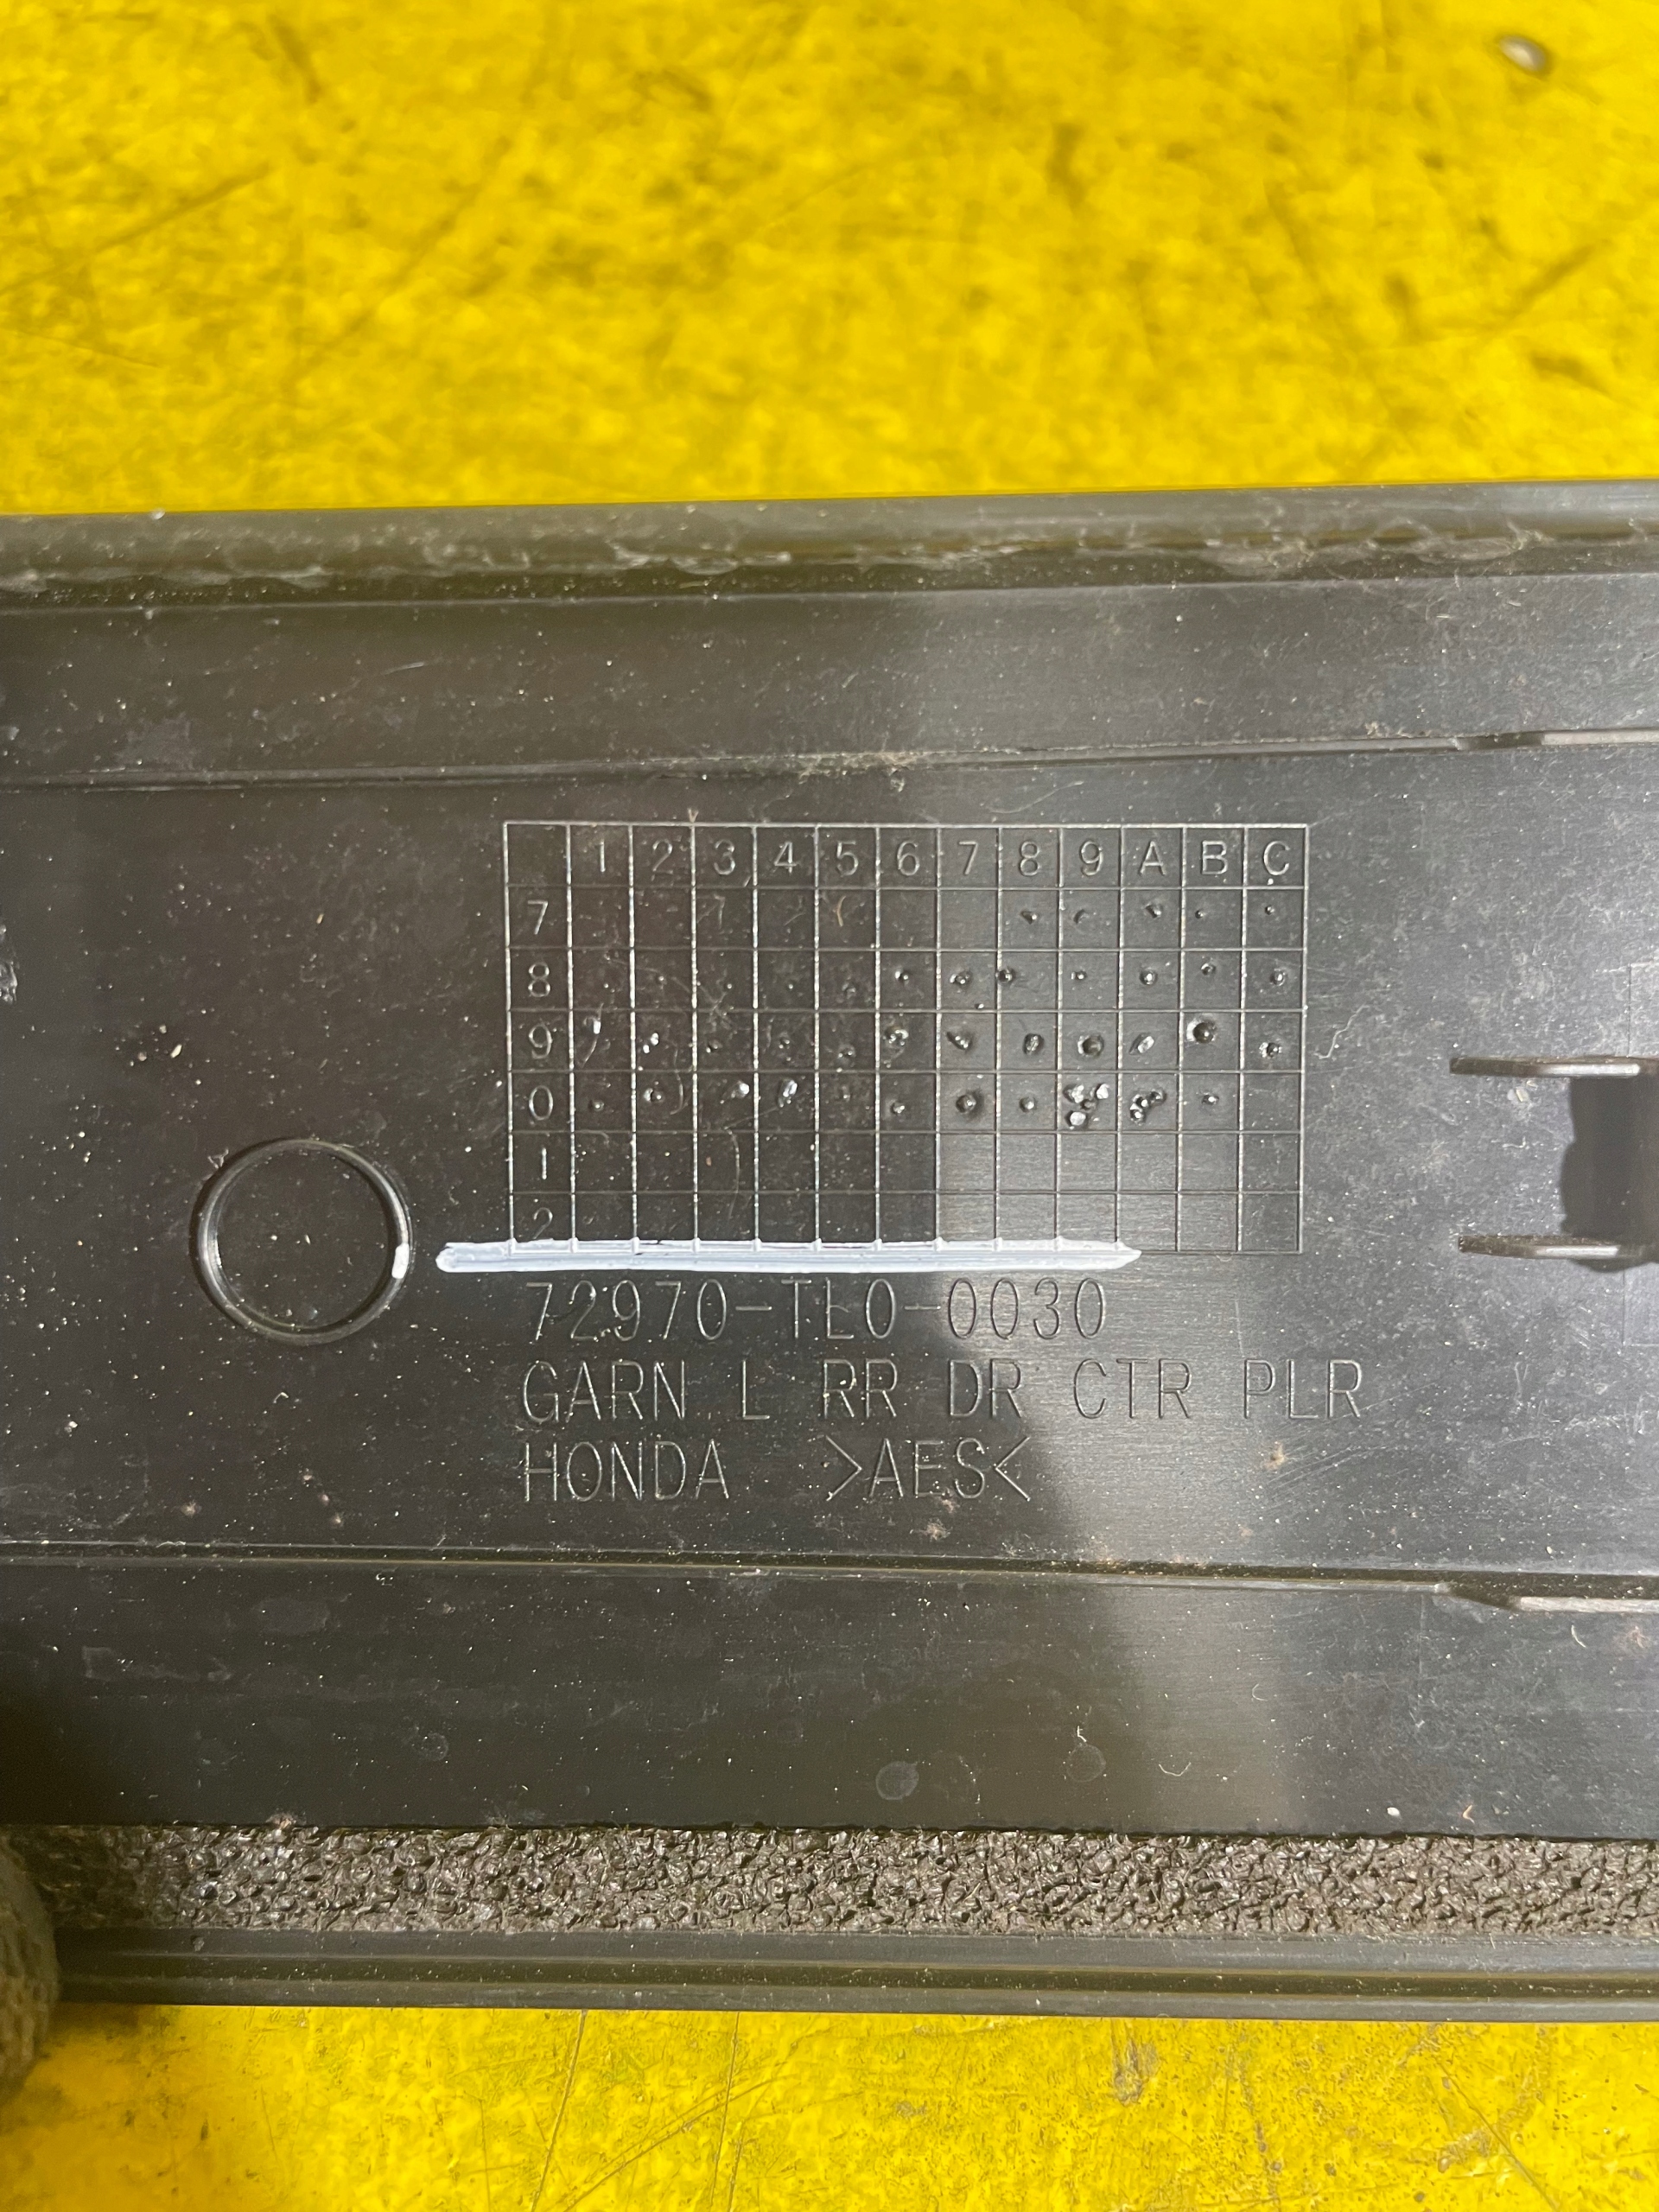 1 2 3 4 5 6 7 8 9 A B C
7
8
9
0
1
2
72970-TL0-0030
GARN L RR DR CTR PLR
HONDA >AES<